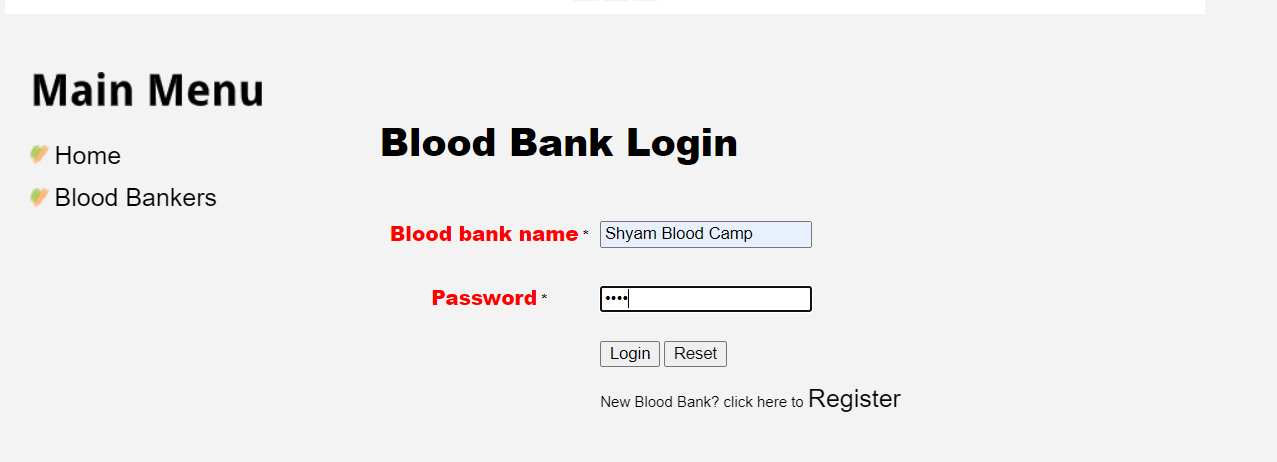 Main Menu
Home
Blood Bankers
Blood Bank Login
Blood bank name * Shyam Blood Camp
Password * ••••
Login Reset
New Blood Bank? click here to Register